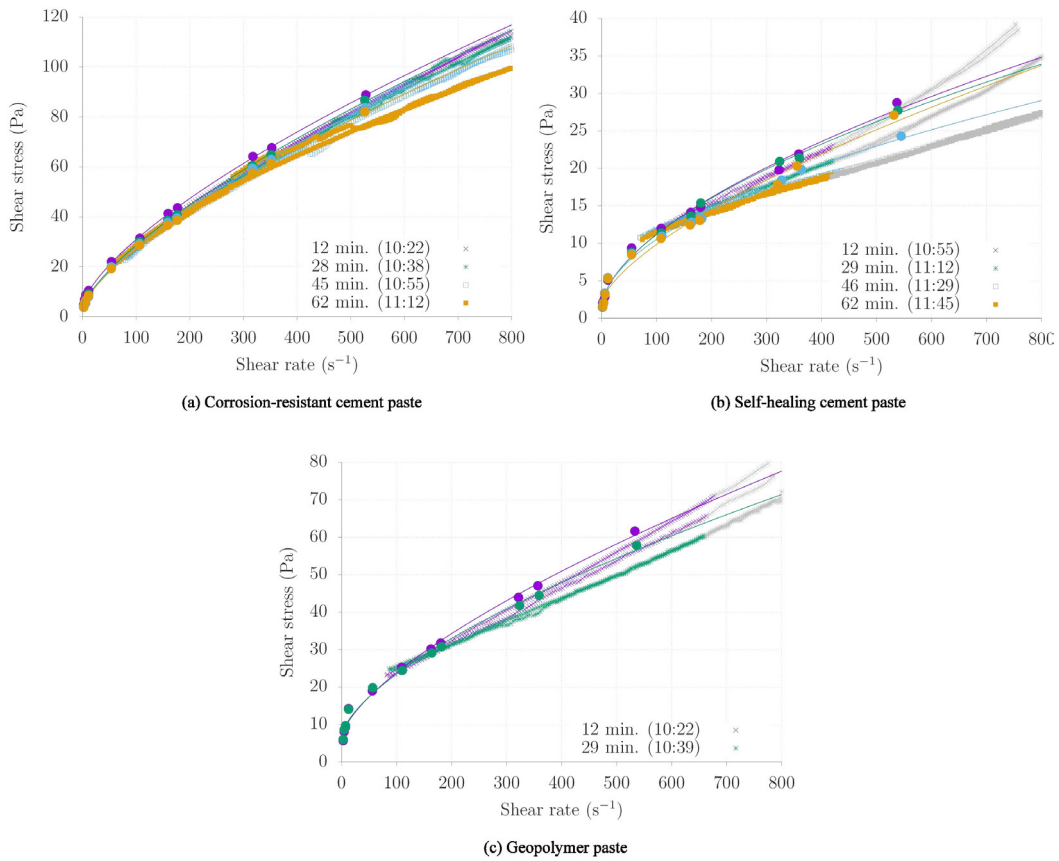 120
100
80
60
40
20
0
Shear stress (Pa)
12 min. (10:22)
28 min. (10:38)
45 min. (10:55)
62 min. (11:12)
0 100 200 300 400 500 600 700 800
Shear rate (s⁻¹)
(a) Corrosion-resistant cement paste
40
35
30
25
20
15
10
5
0
Shear stress (Pa)
12 min. (10:55)
29 min. (11:12)
46 min. (11:29)
62 min. (11:45)
0 100 200 300 400 500 600 700 800
Shear rate (s⁻¹)
(b) Self-healing cement paste
80
70
60
50
40
30
20
10
0
Shear stress (Pa)
12 min. (10:22)
29 min. (10:39)
0 100 200 300 400 500 600 700 800
Shear rate (s⁻¹)
(c) Geopolymer paste